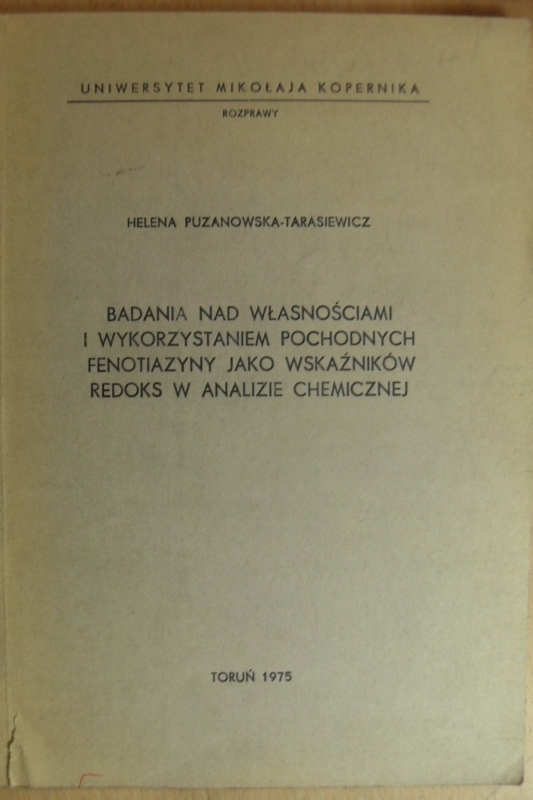 UNIWERSYTET MIKOŁAJA KOPERNIKA
ROZPRAWY
HELENA PUZANOWSKA-TARASIEWICZ
BADANIA NAD WŁASNOŚCIAMI
I WYKORZYSTANIEM POCHODNYCH
FENOTIAZYNY JAKO WSKAŹNIKÓW
REDOKS W ANALIZIE CHEMICZNEJ
TORUŃ 1975